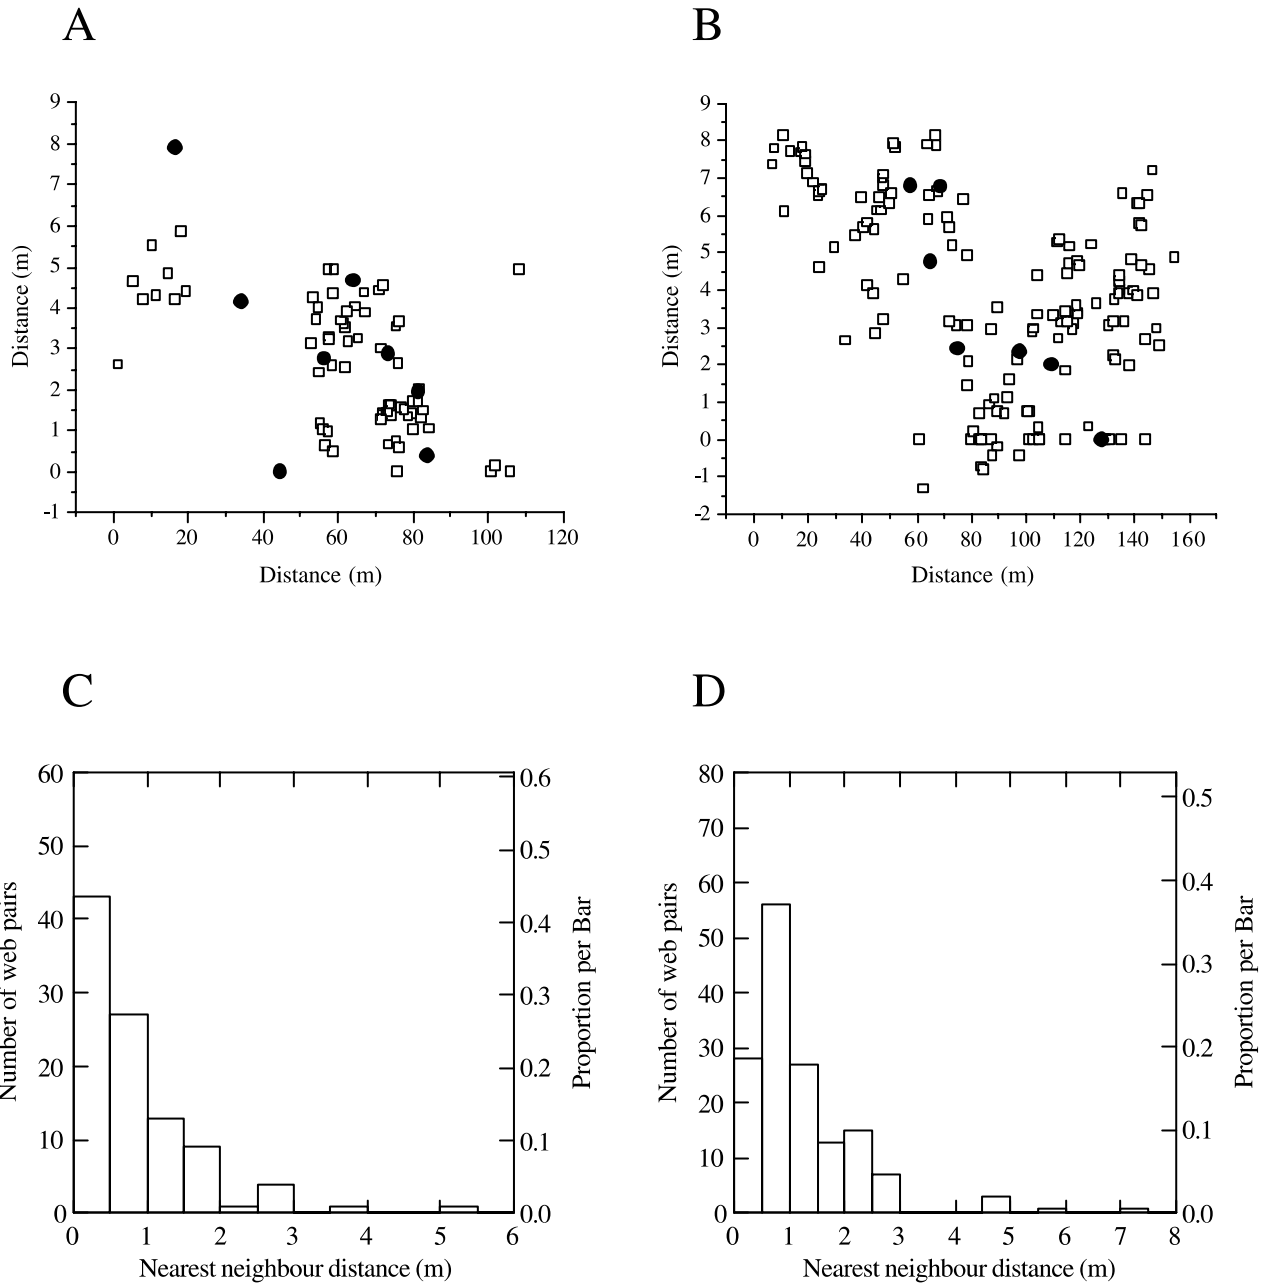 A
B
9
8
7
6
5
4
3
2
1
0
-1
Distance (m)
0 20 40 60 80 100 120
Distance (m)
9
8
7
6
5
4
3
2
1
0
-1
-2
Distance (m)
0 20 40 60 80 100 120 140 160
Distance (m)
C
D
60
50
40
30
20
10
0
Number of web pairs
0.6
0.5
0.4
0.3
0.2
0.1
0.0
Proportion per Bar
0 1 2 3 4 5 6
Nearest neighbour distance (m)
80
70
60
50
40
30
20
10
0
Number of web pairs
0.5
0.4
0.3
0.2
0.1
0.0
Proportion per Bar
0 1 2 3 4 5 6 7 8
Nearest neighbour distance (m)